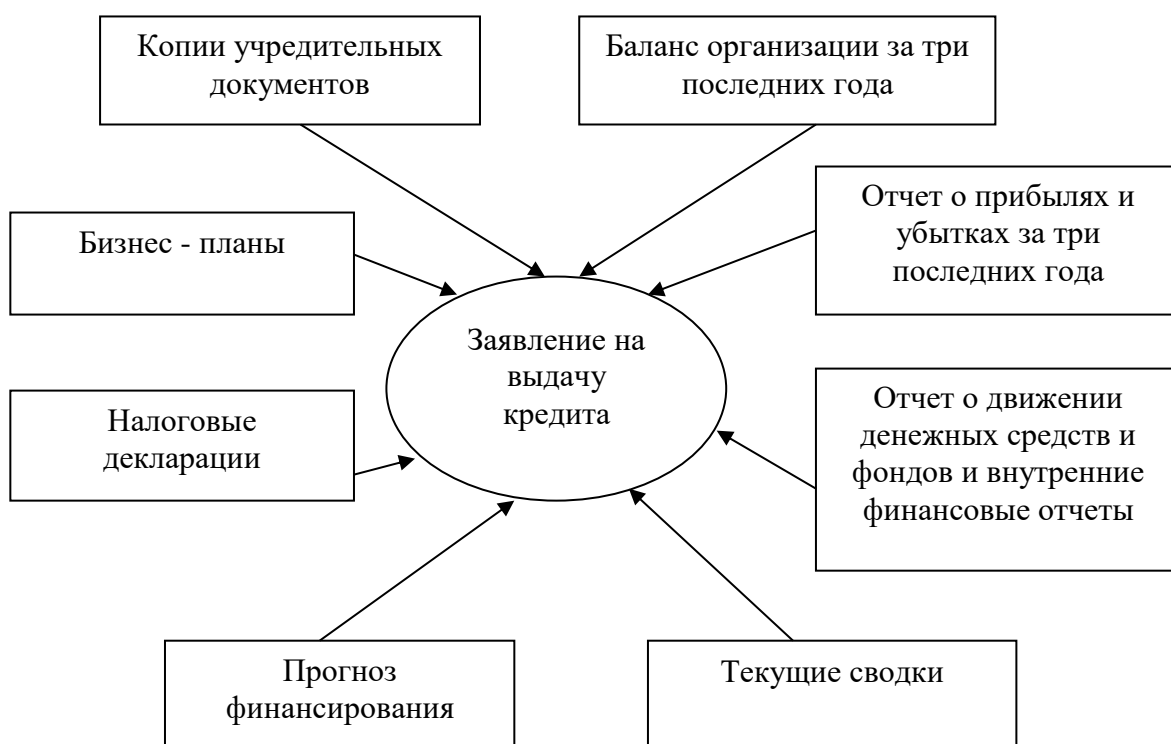 Копии учредительных
документов
Баланс организации за три
последних года
Бизнес - планы
Отчет о прибылях и
убытках за три
последних года
Заявление на
выдачу
кредита
Налоговые
декларации
Отчет о движении
денежных средств и
фондов и внутренние
финансовые отчеты
Прогноз
финансирования
Текущие сводки